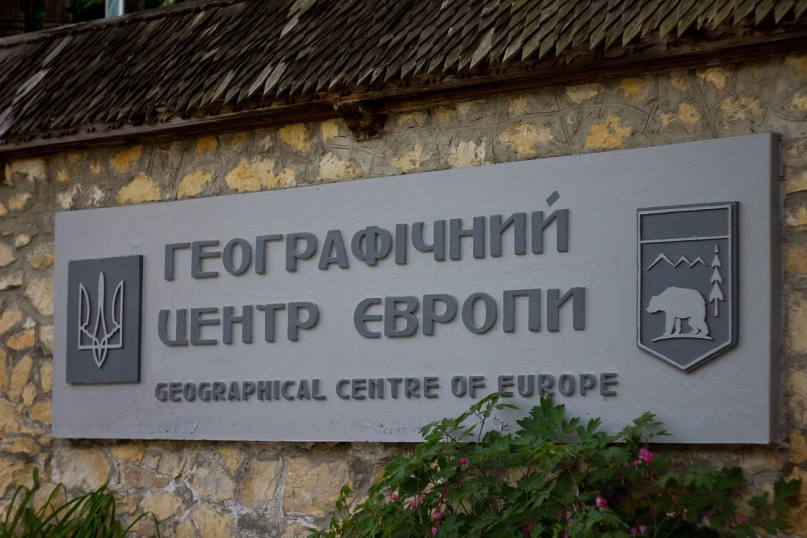 ГЕОГРАФІЧНИЙ
ЦЕНТР ЄВРОПИ
GEOGRAPHICAL CENTRE OF EUROPE